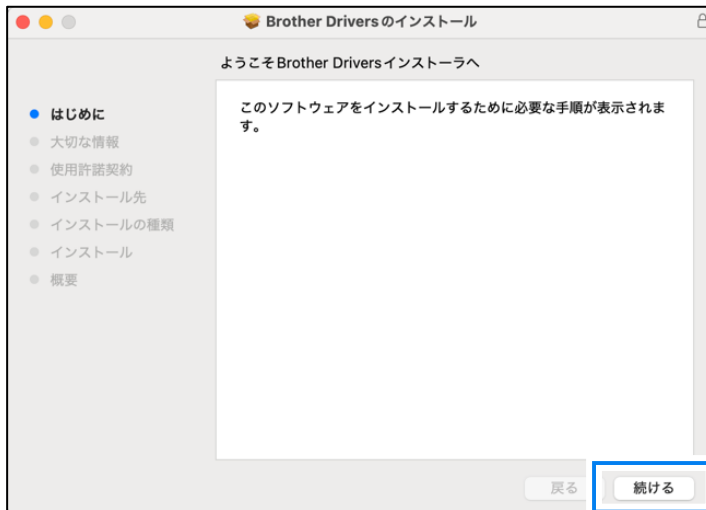 Brother Driversのインストール
ようこそBrother Driversインストーラへ
はじめに
大切な情報
使用許諾契約
インストール先
インストールの種類
インストール
概要
このソフトウェアをインストールするために必要な手順が表示されま
す。
戻る
続ける